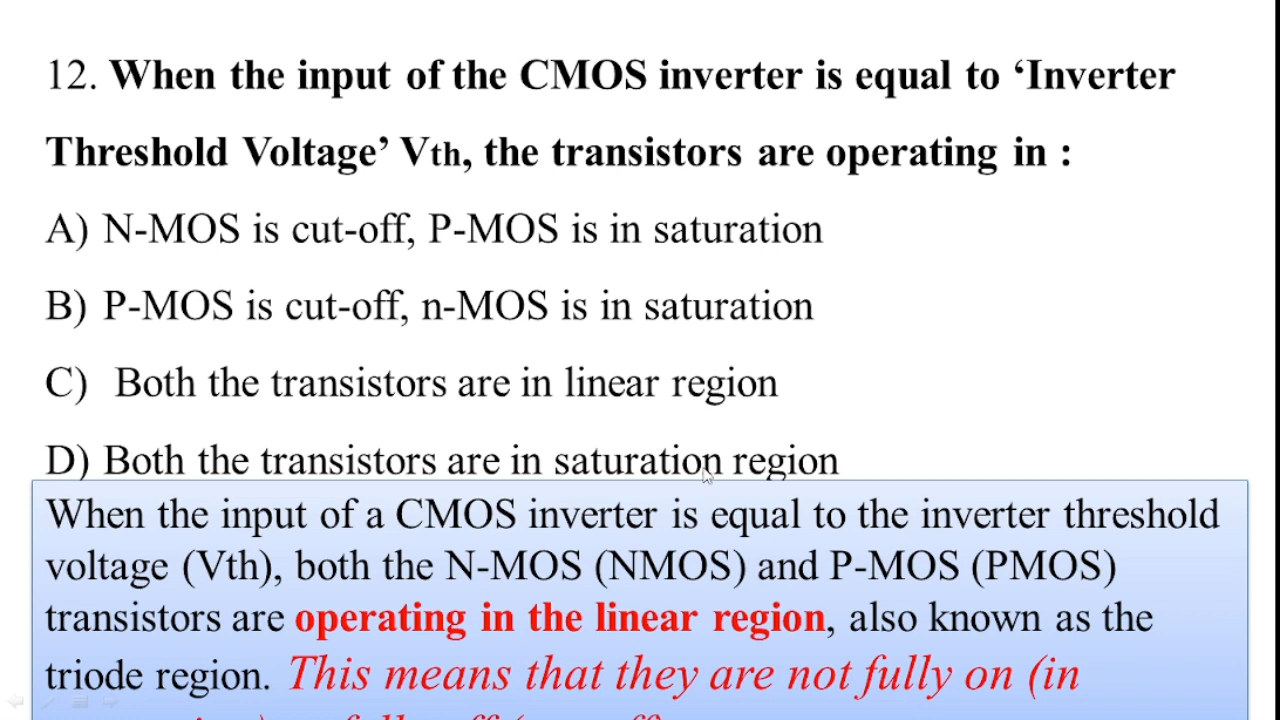 12. When the input of the CMOS inverter is equal to ‘Inverter
Threshold Voltage’ Vth, the transistors are operating in :
A) N-MOS is cut-off, P-MOS is in saturation
B) P-MOS is cut-off, n-MOS is in saturation
C) Both the transistors are in linear region
D) Both the transistors are in saturation region
When the input of a CMOS inverter is equal to the inverter threshold
voltage (Vth), both the N-MOS (NMOS) and P-MOS (PMOS)
transistors are operating in the linear region, also known as the
triode region. This means that they are not fully on (in